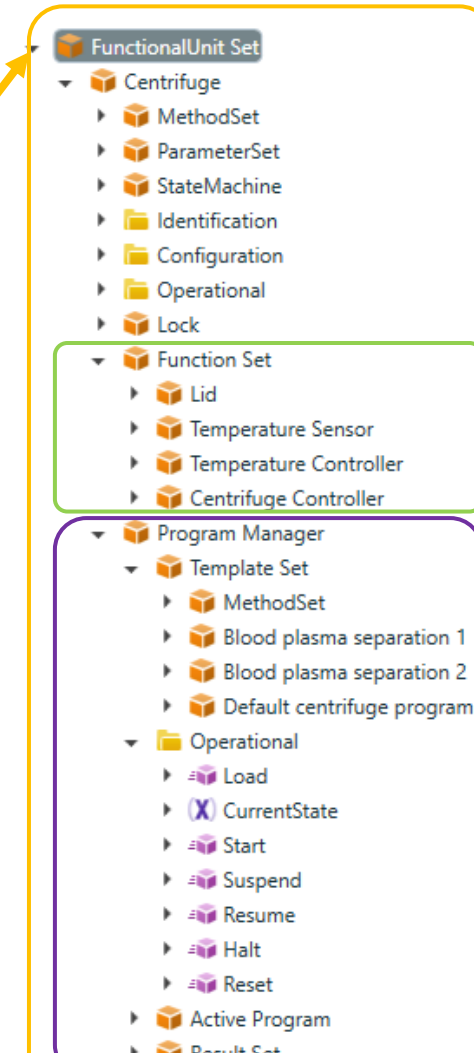 FunctionalUnit Set
Centrifuge
MethodSet
ParameterSet
StateMachine
Identification
Configuration
Operational
Lock
Function Set
Lid
Temperature Sensor
Temperature Controller
Centrifuge Controller
Program Manager
Template Set
MethodSet
Blood plasma separation 1
Blood plasma separation 2
Default centrifuge program
Operational
Load
(X) CurrentState
Start
Suspend
Resume
Halt
Reset
Active Program
Result Set